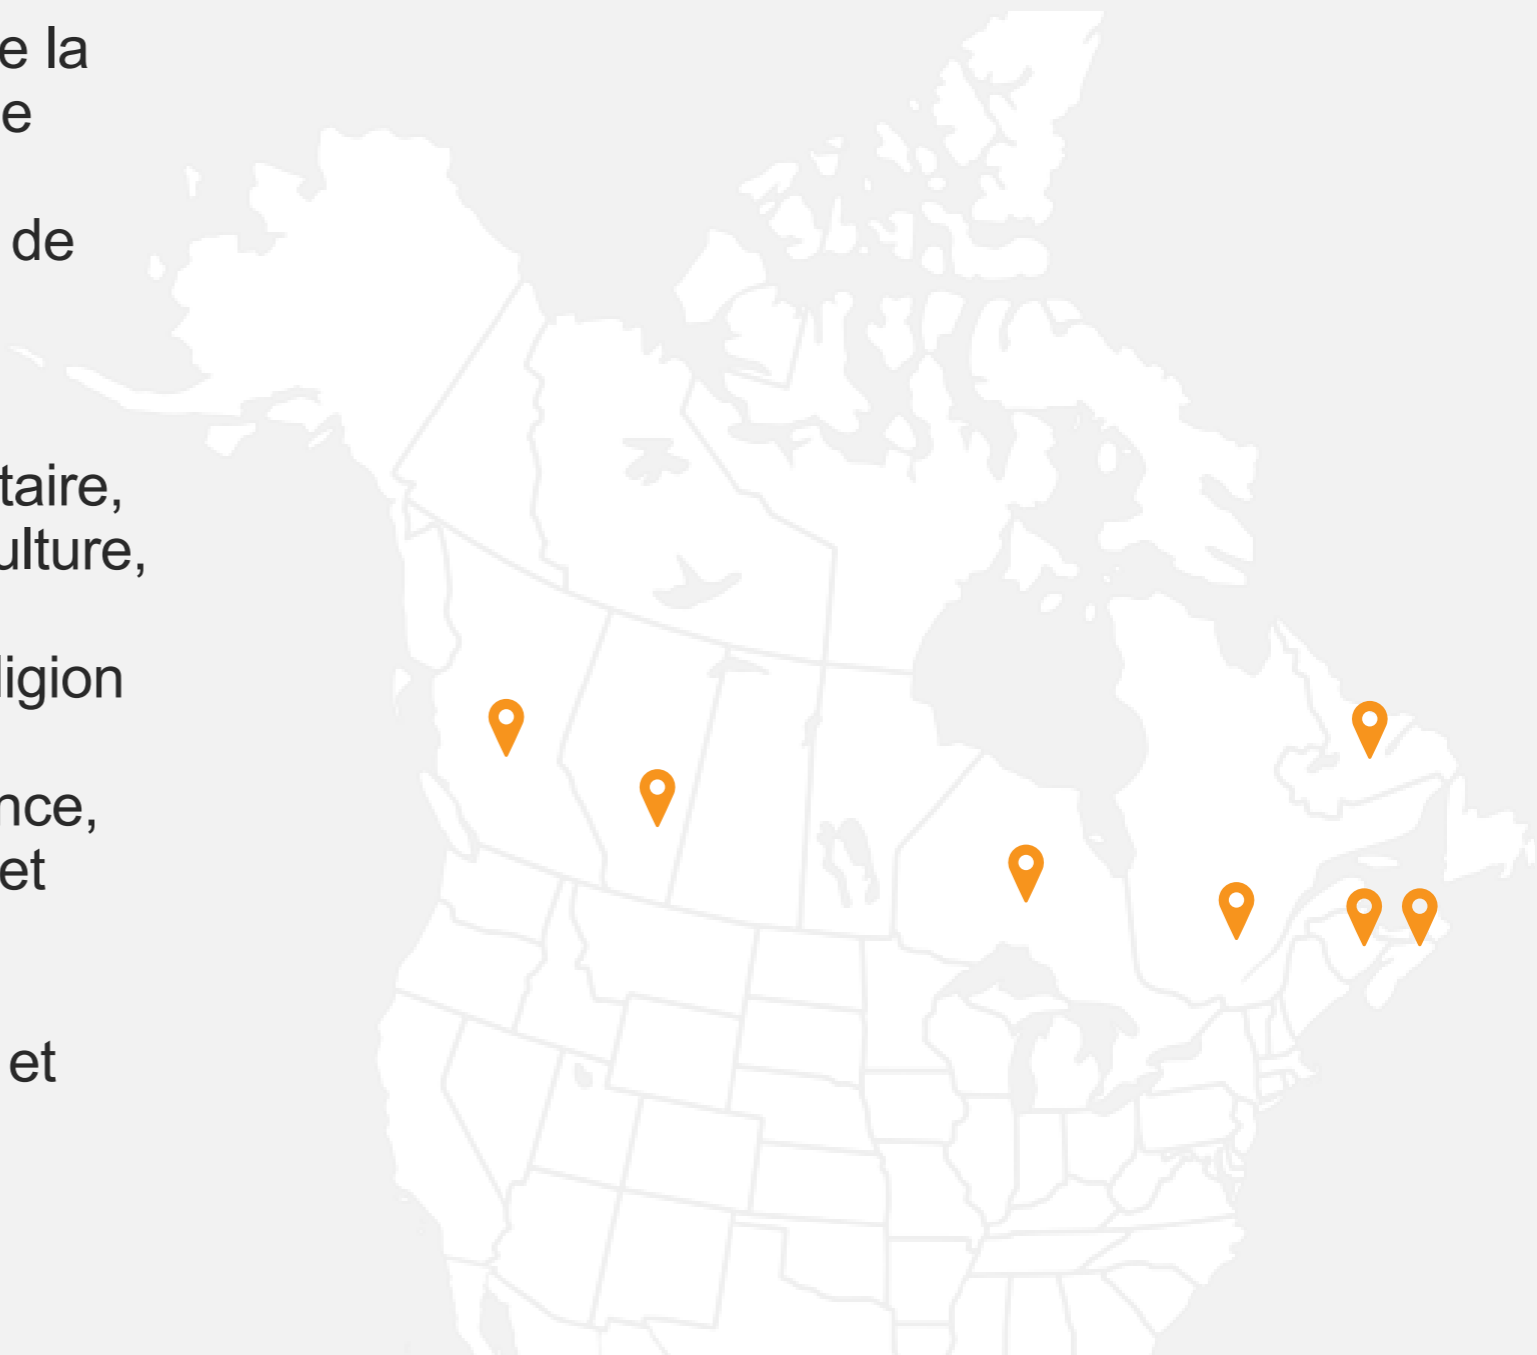 e la
e
de
taire,
ulture,
ligion
nce,
et
et